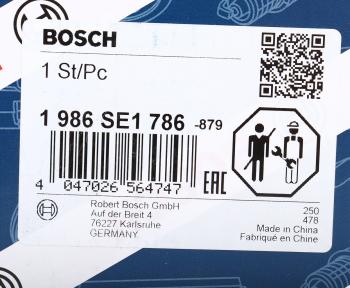 BOSCH
1 St/Pc
1 986 SE1 786 -879
4 047026 564747
EAC
Robert Bosch GmbH
Auf der Breit 4
76227 Karlsruhe
GERMANY.
250
478
Made in China
Fabriqué en Chine